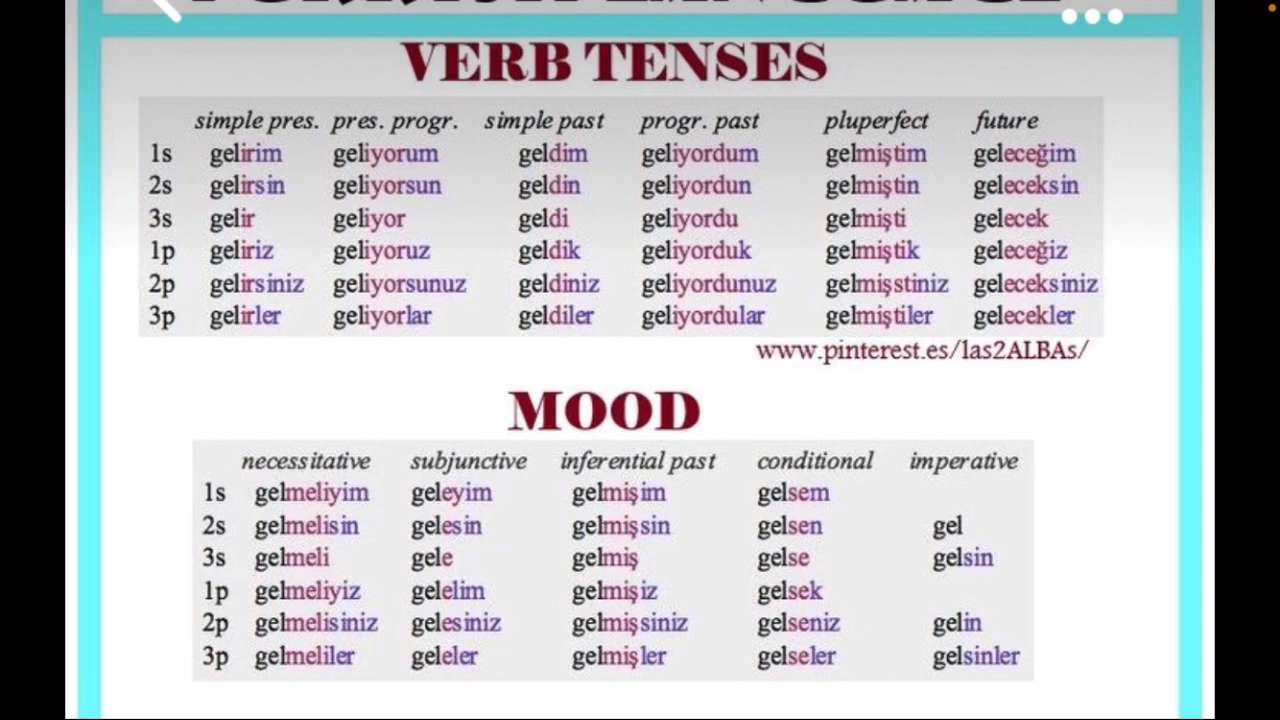 VERB TENSES
simple pres. pres. progr. simple past progr. past pluperfect future
1s gelirim geliyorum geldim geliyordum gelmiştim geleceğim
2s gelirsin geliyorsun geldin geliyordun gelmiştin geleceksin
3s gelir geliyor geldi geliyordu gelmişti gelecek
1p geliriz geliyoruz geldik geliyorduk gelmiştik geleceğiz
2p gelirsiniz geliyorsunuz geldiniz geliyordunuz gelmişstiniz geleceksiniz
3p gelirler geliyorlar geldiler geliyordular gelmiştiler gelecekler
www.pinterest.es/las2ALBAs/
MOOD
necessitative subjunctive inferential past conditional imperative
1s gelmeliyim geleyim gelmişim gelsem
2s gelmelisin gelesin gelmişsin gelsen gel
3s gelmeli gele gelmiş gelse gelsin
1p gelmeliyiz gelelim gelmişiz gelsek
2p gelmelisiniz gelesiniz gelmişsiniz gelseniz gelin
3p gelmeliler geleler gelmişler gelseler gelsinler